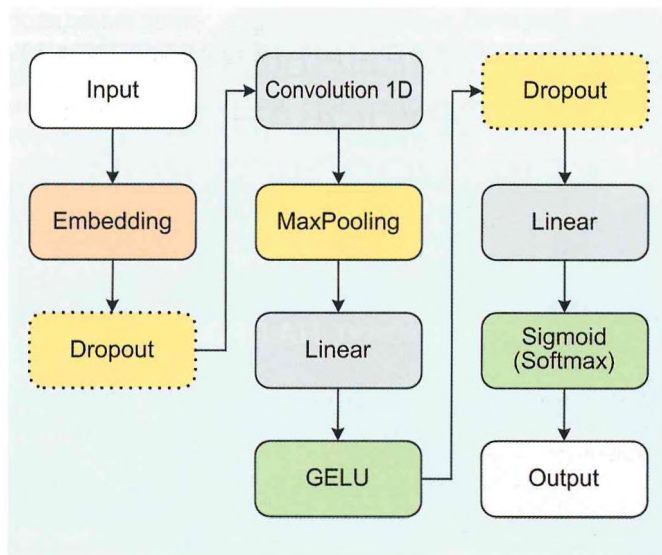 Input
Embedding
Dropout
Convolution 1D
MaxPooling
Linear
GELU
Dropout
Linear
Sigmoid
(Softmax)
Output